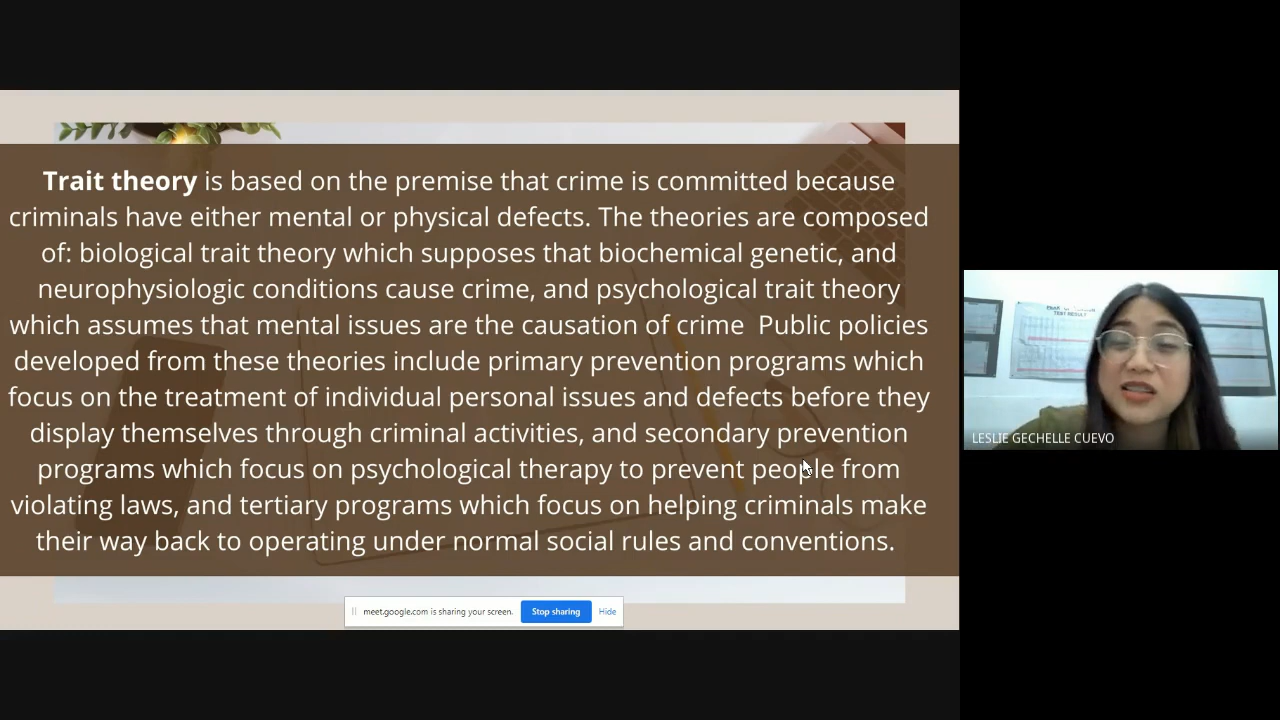 Trait theory is based on the premise that crime is committed because
criminals have either mental or physical defects. The theories are composed
of: biological trait theory which supposes that biochemical genetic, and
neurophysiologic conditions cause crime, and psychological trait theory
which assumes that mental issues are the causation of crime  Public policies
developed from these theories include primary prevention programs which
focus on the treatment of individual personal issues and defects before they
display themselves through criminal activities, and secondary prevention
programs which focus on psychological therapy to prevent people from
violating laws, and tertiary programs which focus on helping criminals make
their way back to operating under normal social rules and conventions.
meet.google.com is sharing your screen. Stop sharing Hide
TEST RESULT
LESLIE GECHELLE CUEVO